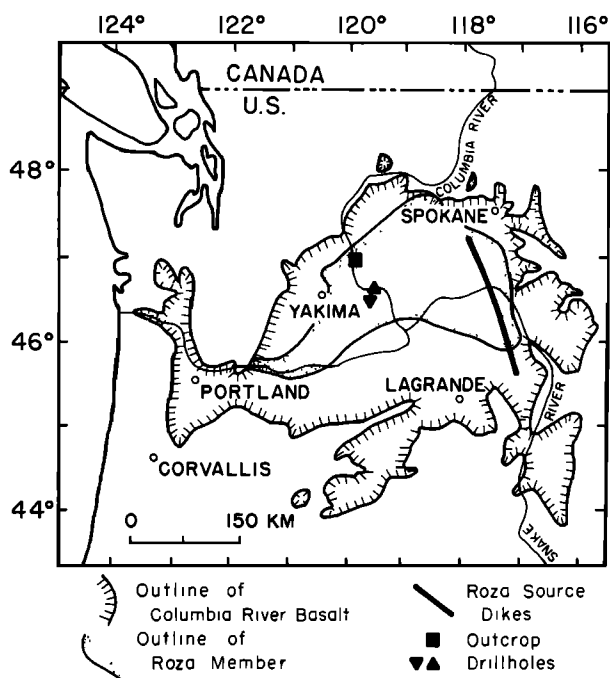 124° 122° 120° 119° 118° 116°
CANADA
U.S.
COLUMBIA RIVER
48°
SPOKANE
YAKIMA
46°
PORTLAND
LAGRANDE
RIVER
CORVALLIS
44°
0 150 KM
SNAKE
Outline of
Columbia River Basalt
Outline of
Roza Member
Roza Source
Dikes
Outcrop
Drillholes